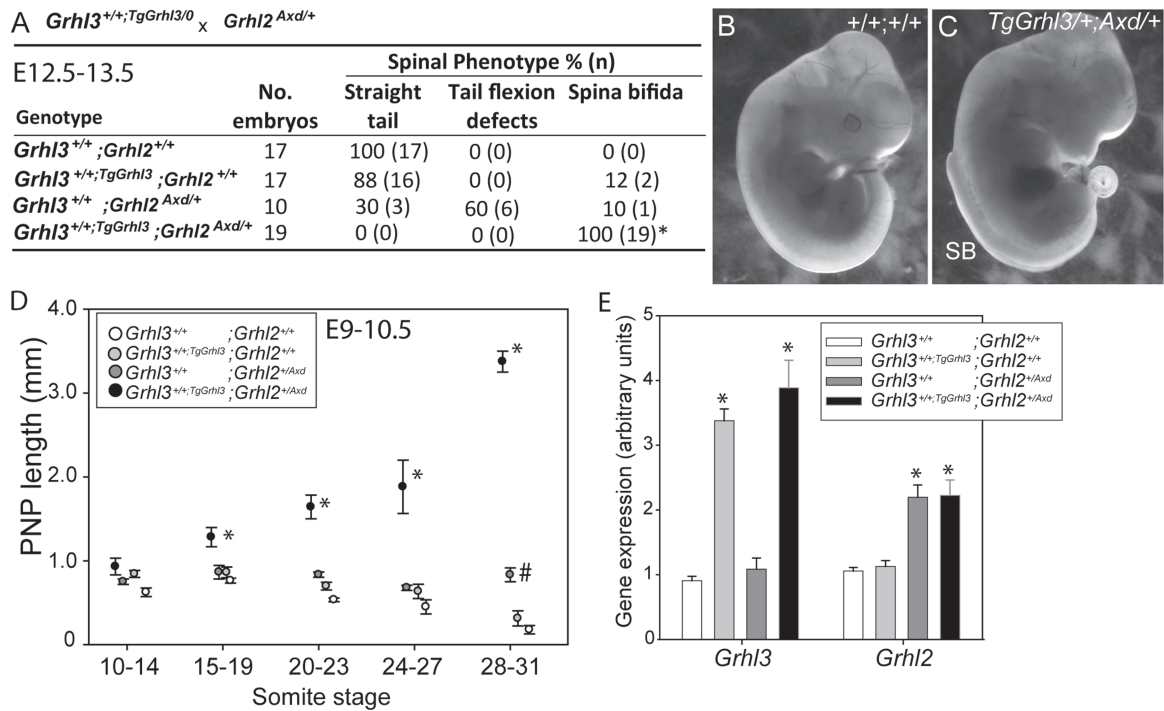 A Grhl3+/+;TgGrhl3/0 x Grhl2Axd/+
E12.5-13.5
Spinal Phenotype % (n)
Genotype No. embryos Straight tail Tail flexion defects Spina bifida
Grhl3+/+ ;Grhl2+/+ 17 100 (17) 0 (0) 0 (0)
Grhl3+/+;TgGrhl3 ;Grhl2+/+ 17 88 (16) 0 (0) 12 (2)
Grhl3+/+ ;Grhl2Axd/+ 10 30 (3) 60 (6) 10 (1)
Grhl3+/+;TgGrhl3 ;Grhl2Axd/+ 19 0 (0) 0 (0) 100 (19)*
B +/+;+/+
C TgGrhl3/+;Axd/+
SB
D
4.0
3.0
2.0
1.0
0
PNP length (mm)
Grhl3+/+ ;Grhl2+/+
Grhl3+/+;TgGrhl3 ;Grhl2+/+
Grhl3+/+ ;Grhl2+/Axd
Grhl3+/+;TgGrhl3 ;Grhl2+/Axd
E9-10.5
* * * * #
10-14 15-19 20-23 24-27 28-31
Somite stage
E
5
4
3
2
1
0
Gene expression (arbitrary units)
Grhl3+/+ ;Grhl2+/+
Grhl3+/+;TgGrhl3 ;Grhl2+/+
Grhl3+/+ ;Grhl2+/Axd
Grhl3+/+;TgGrhl3 ;Grhl2+/Axd
* * * *
Grhl3 Grhl2